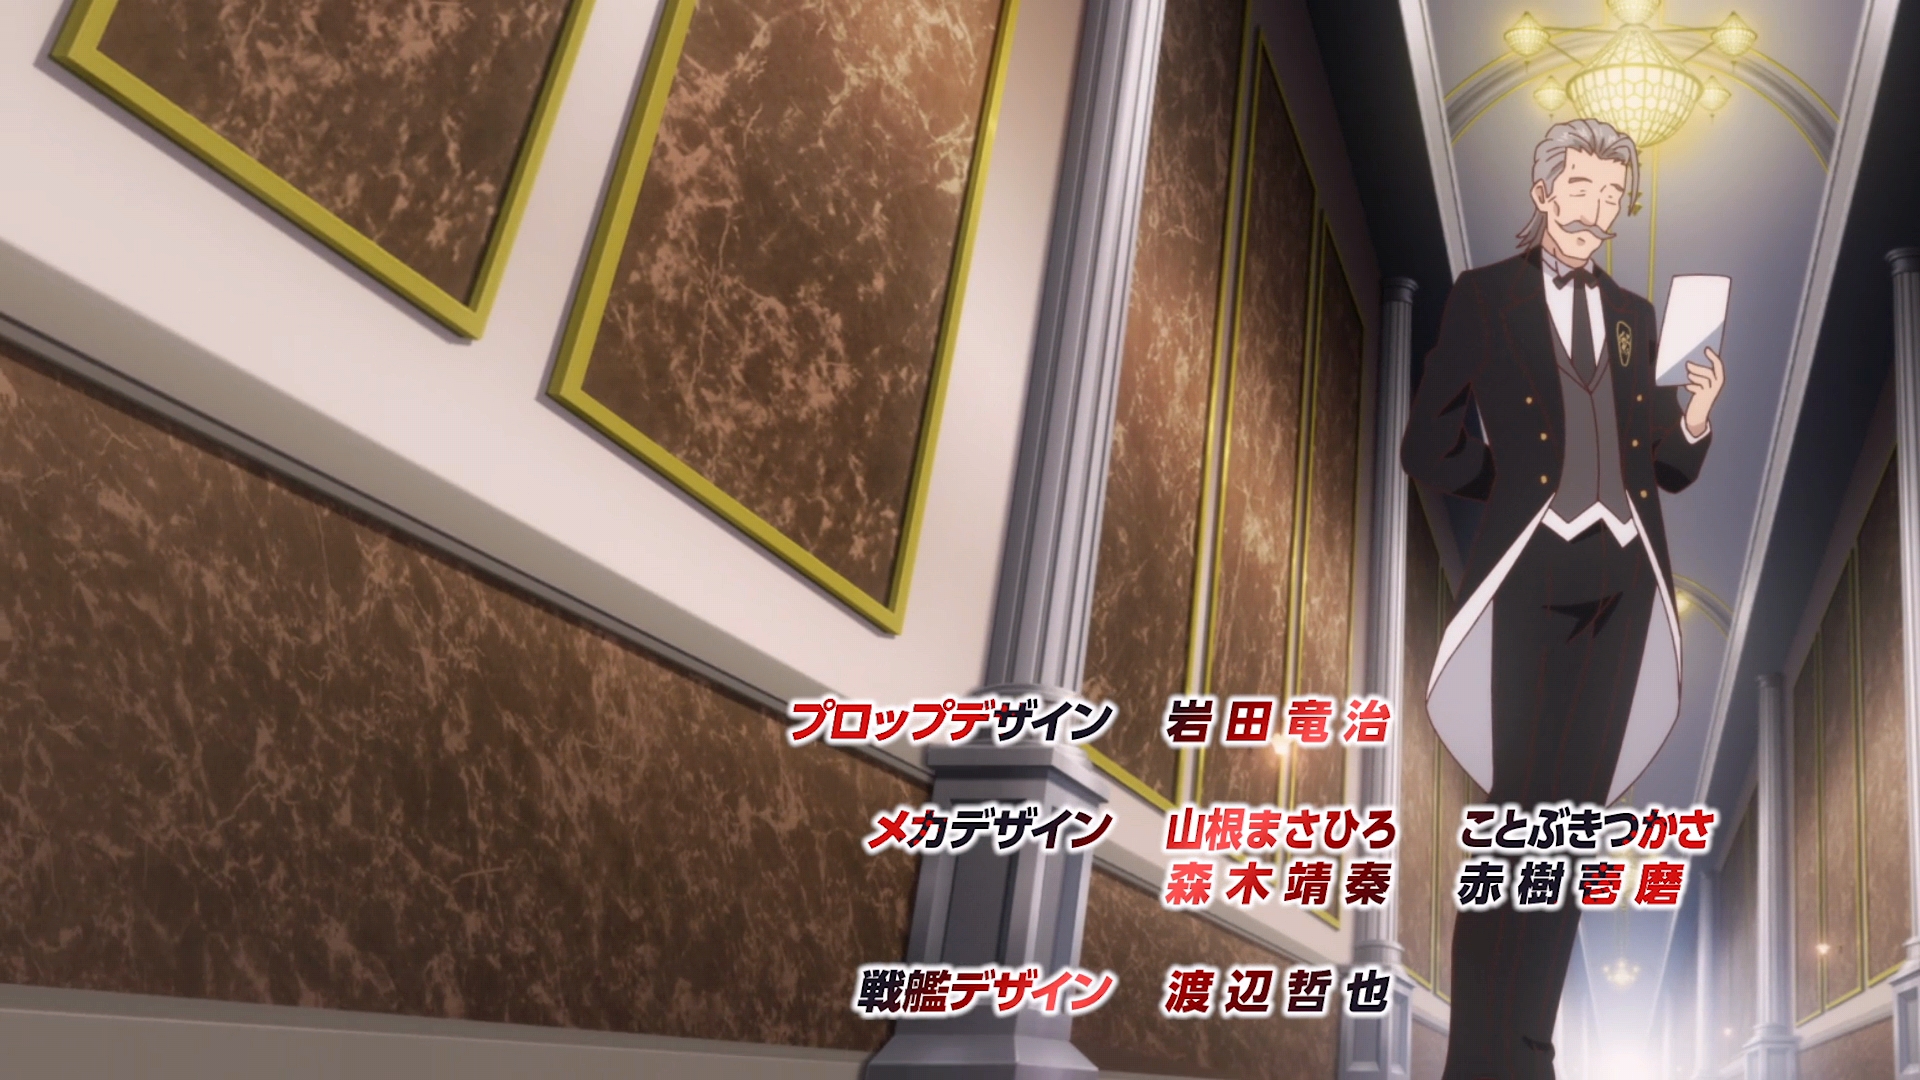 プロップデザイン 岩田竜治
メカデザイン 山根まさひろ ことぶきつかさ
森木靖泰 赤樹壱磨
戦艦デザイン 渡辺哲也